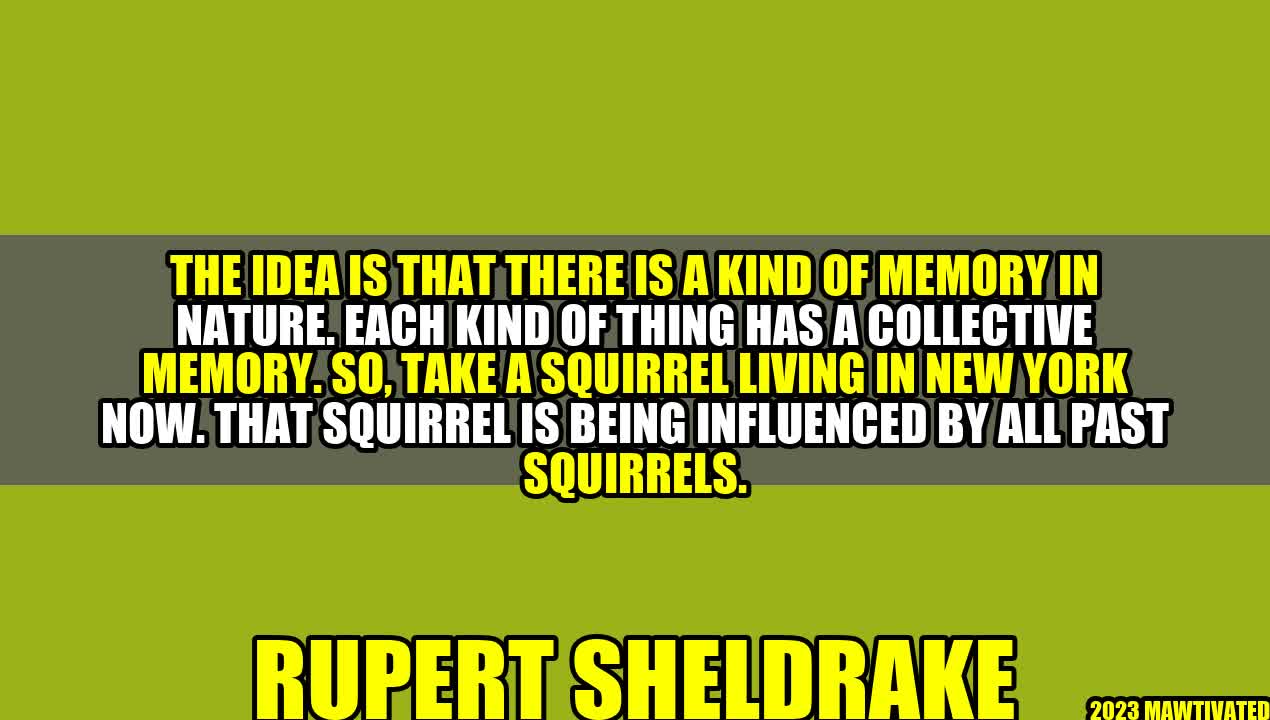 THE IDEA IS THAT THERE IS A KIND OF MEMORY IN
NATURE. EACH KIND OF THING HAS A COLLECTIVE
MEMORY. SO, TAKE A SQUIRREL LIVING IN NEW YORK
NOW. THAT SQUIRREL IS BEING INFLUENCED BY ALL PAST
SQUIRRELS.
RUPERT SHELDRAKE
2023 MAWTIVATED